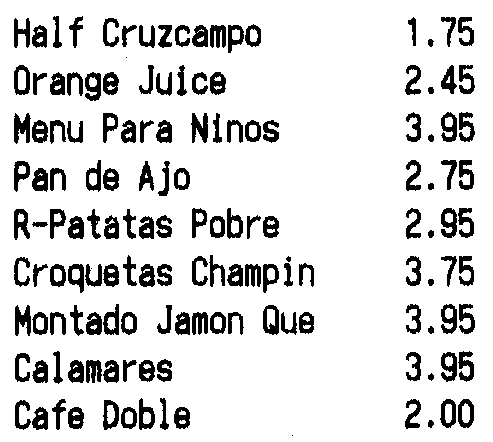 Half Cruzcampo 1.75
Orange Juice 2.45
Menu Para Ninos 3.95
Pan de Ajo 2.75
R-Patatas Pobre 2.95
Croquetas Champin 3.75
Montado Jamon Que 3.95
Calamares 3.95
Cafe Doble 2.00